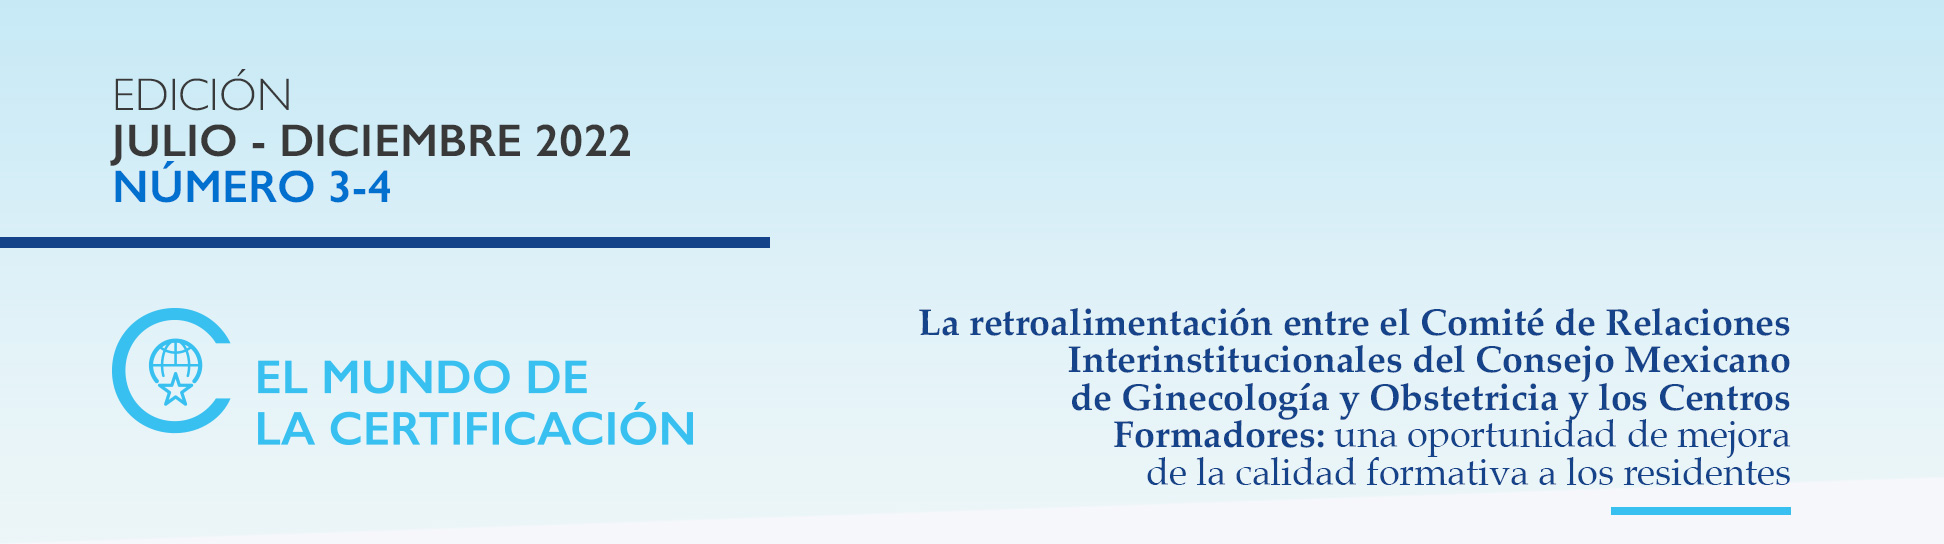 EDICIÓN
JULIO - DICIEMBRE 2022
NÚMERO 3-4
EL MUNDO DE
LA CERTIFICACIÓN
La retroalimentación entre el Comité de Relaciones
Interinstitucionales del Consejo Mexicano
de Ginecología y Obstetricia y los Centros
Formadores: una oportunidad de mejora
de la calidad formativa a los residentes